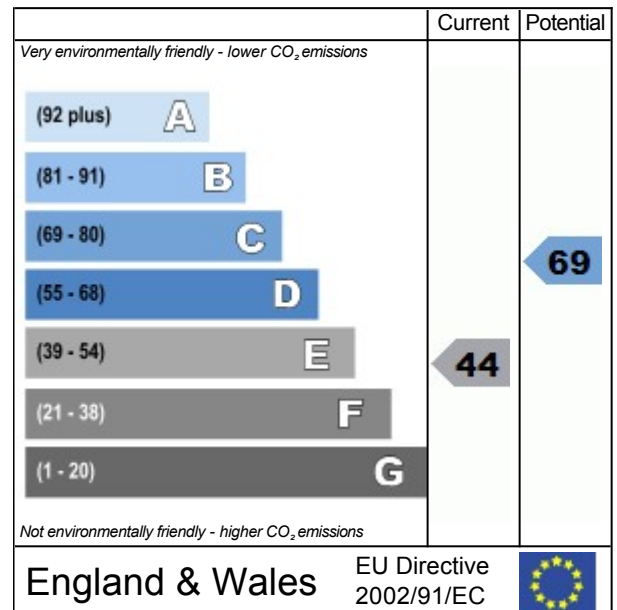 Current Potential
Very environmentally friendly - lower CO₂ emissions
(92 plus) A
(81 - 91) B
(69 - 80) C
(55 - 68) D
(39 - 54) E
(21 - 38) F
(1 - 20) G
44
69
Not environmentally friendly - higher CO₂ emissions
England & Wales
EU Directive
2002/91/EC